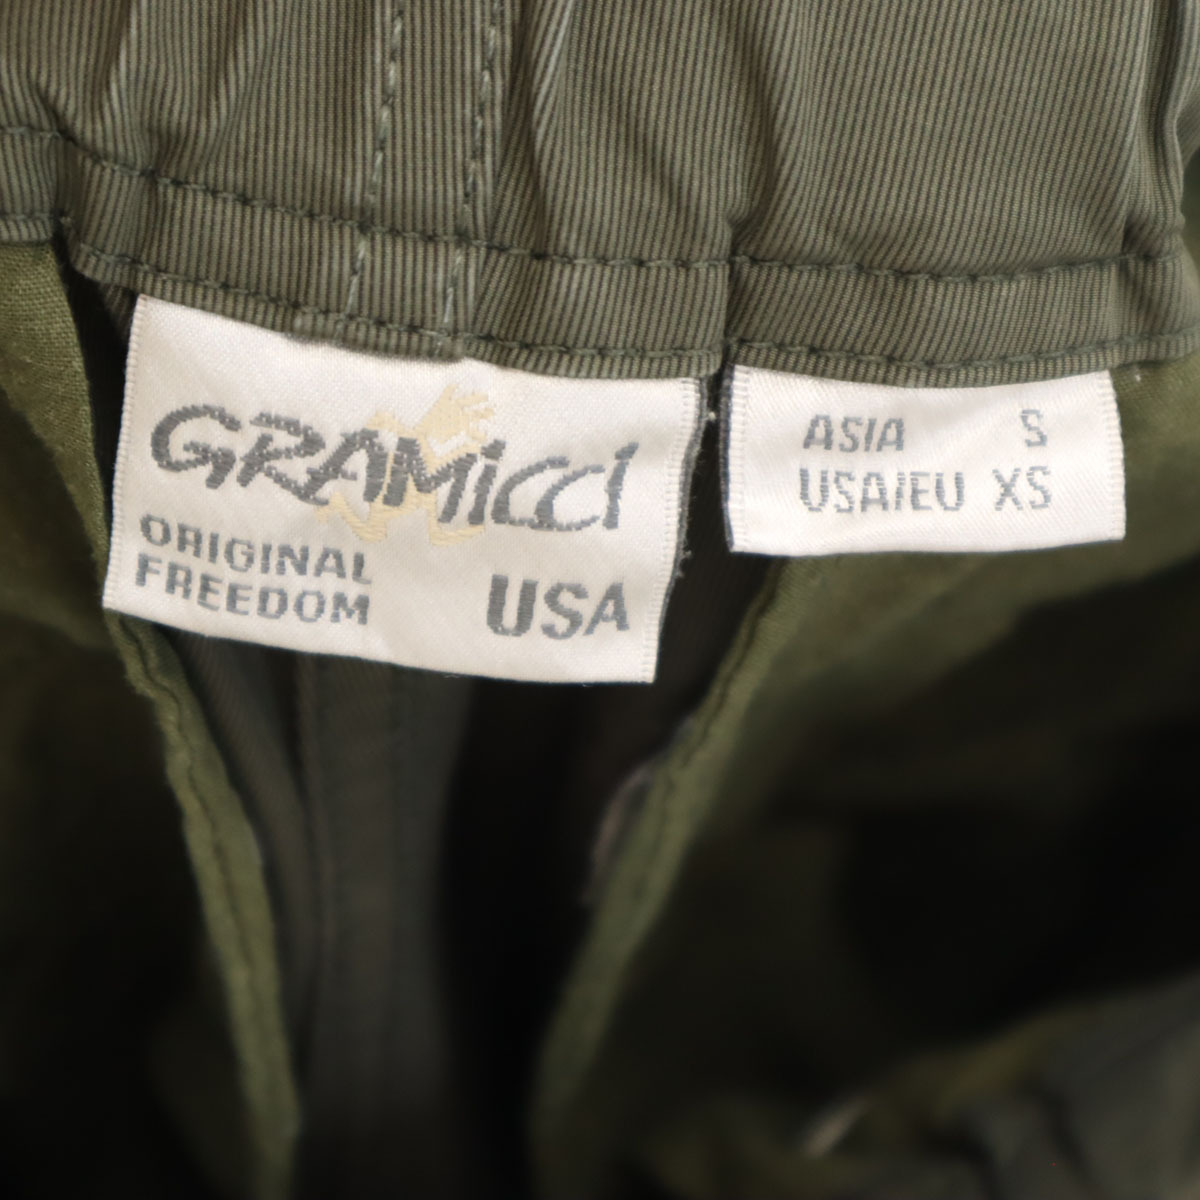 GRAMICCI
ORIGINAL
FREEDOM
USA
ASIA S
USA/EU XS